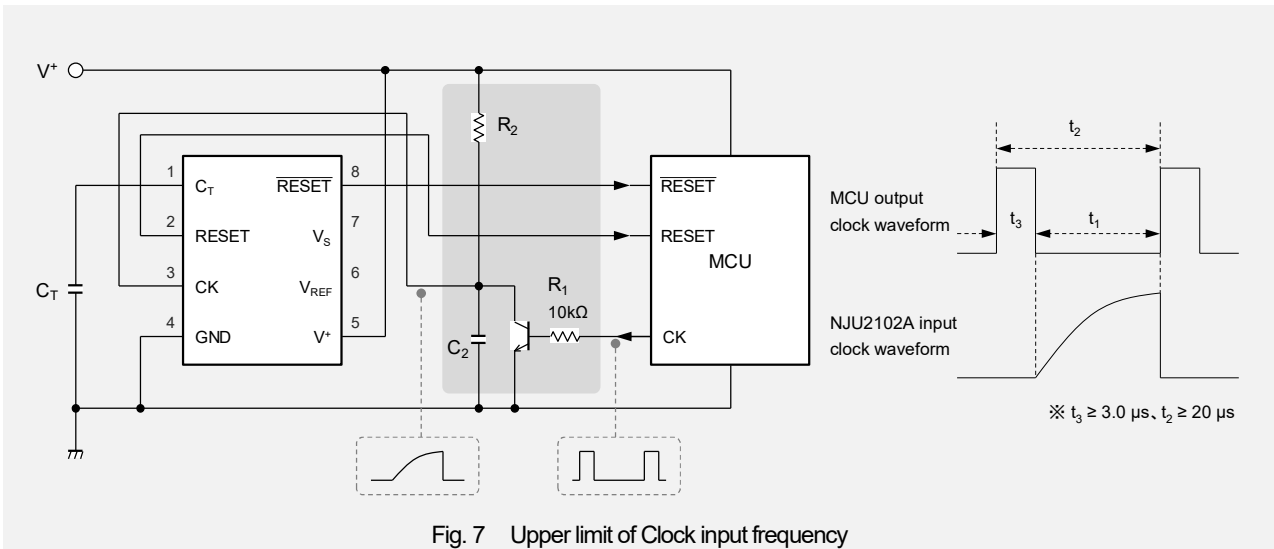 V⁺
R₂
1
C_T
R̅E̅S̅E̅T̅
8
2
RESET
V_S
7
3
CK
V_REF
6
4
GND
V⁺
5
C_T
C₂
R₁
10kΩ
R̅E̅S̅E̅T̅
RESET
MCU
CK
MCU output
clock waveform
t₂
t₃
t₁
NJU2102A input
clock waveform
※ t₃ ≥ 3.0 µs、t₂ ≥ 20 µs
Fig. 7 Upper limit of Clock input frequency